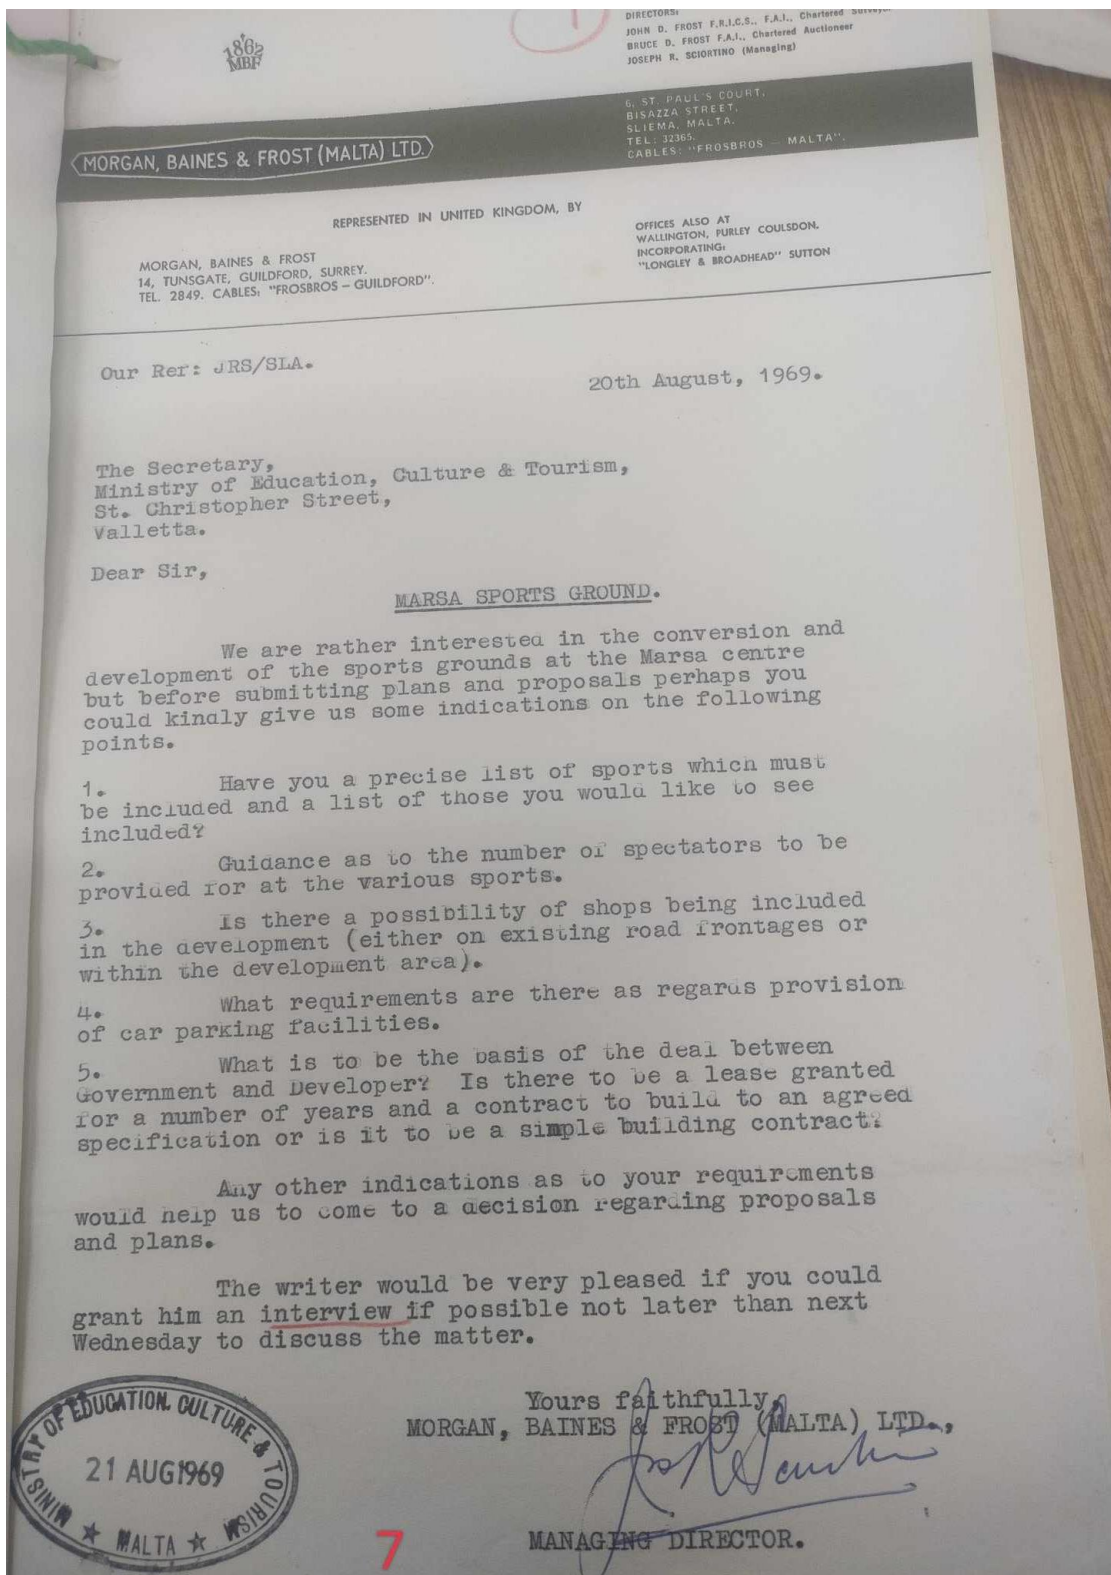 1
1862
MBF
DIRECTORS:
JOHN D. FROST F.R.I.C.S., F.A.I., Chartered Surveyor
BRUCE D. FROST F.A.I., Chartered Auctioneer
JOSEPH R. SCIORTINO (Managing)
MORGAN, BAINES & FROST (MALTA) LTD.
6, ST. PAUL'S COURT,
BISAZZA STREET,
SLIEMA, MALTA.
TEL: 32365.
CABLES: "FROSBROS — MALTA".
REPRESENTED IN UNITED KINGDOM, BY
MORGAN, BAINES & FROST
14, TUNSGATE, GUILDFORD, SURREY.
TEL. 2849. CABLES: "FROSBROS – GUILDFORD".
OFFICES ALSO AT
WALLINGTON, PURLEY COULSDON,
INCORPORATING:
"LONGLEY & BROADHEAD" SUTTON
Our Rer: JRS/SLA.
20th August, 1969.
The Secretary,
Ministry of Education, Culture & Tourism,
St. Christopher Street,
Valletta.
Dear Sir,
MARSA SPORTS GROUND.
We are rather interested in the conversion and
development of the sports grounds at the Marsa centre
but before submitting plans and proposals perhaps you
could kindly give us some indications on the following
points.
1. Have you a precise list of sports which must
be included and a list of those you would like to see
included?
2. Guidance as to the number of spectators to be
provided for at the various sports.
3. Is there a possibility of shops being included
in the development (either on existing road frontages or
within the development area).
4. What requirements are there as regards provision
of car parking facilities.
5. What is to be the basis of the deal between
Government and Developer? Is there to be a lease granted
for a number of years and a contract to build to an agreed
specification or is it to be a simple building contract?
Any other indications as to your requirements
would help us to come to a decision regarding proposals
and plans.
The writer would be very pleased if you could
grant him an interview if possible not later than next
Wednesday to discuss the matter.
Yours faithfully,
MORGAN, BAINES & FROST (MALTA) LTD.,
MANAGING DIRECTOR.
MINISTRY OF EDUCATION, CULTURE & TOURISM
21 AUG 1969
MALTA
7